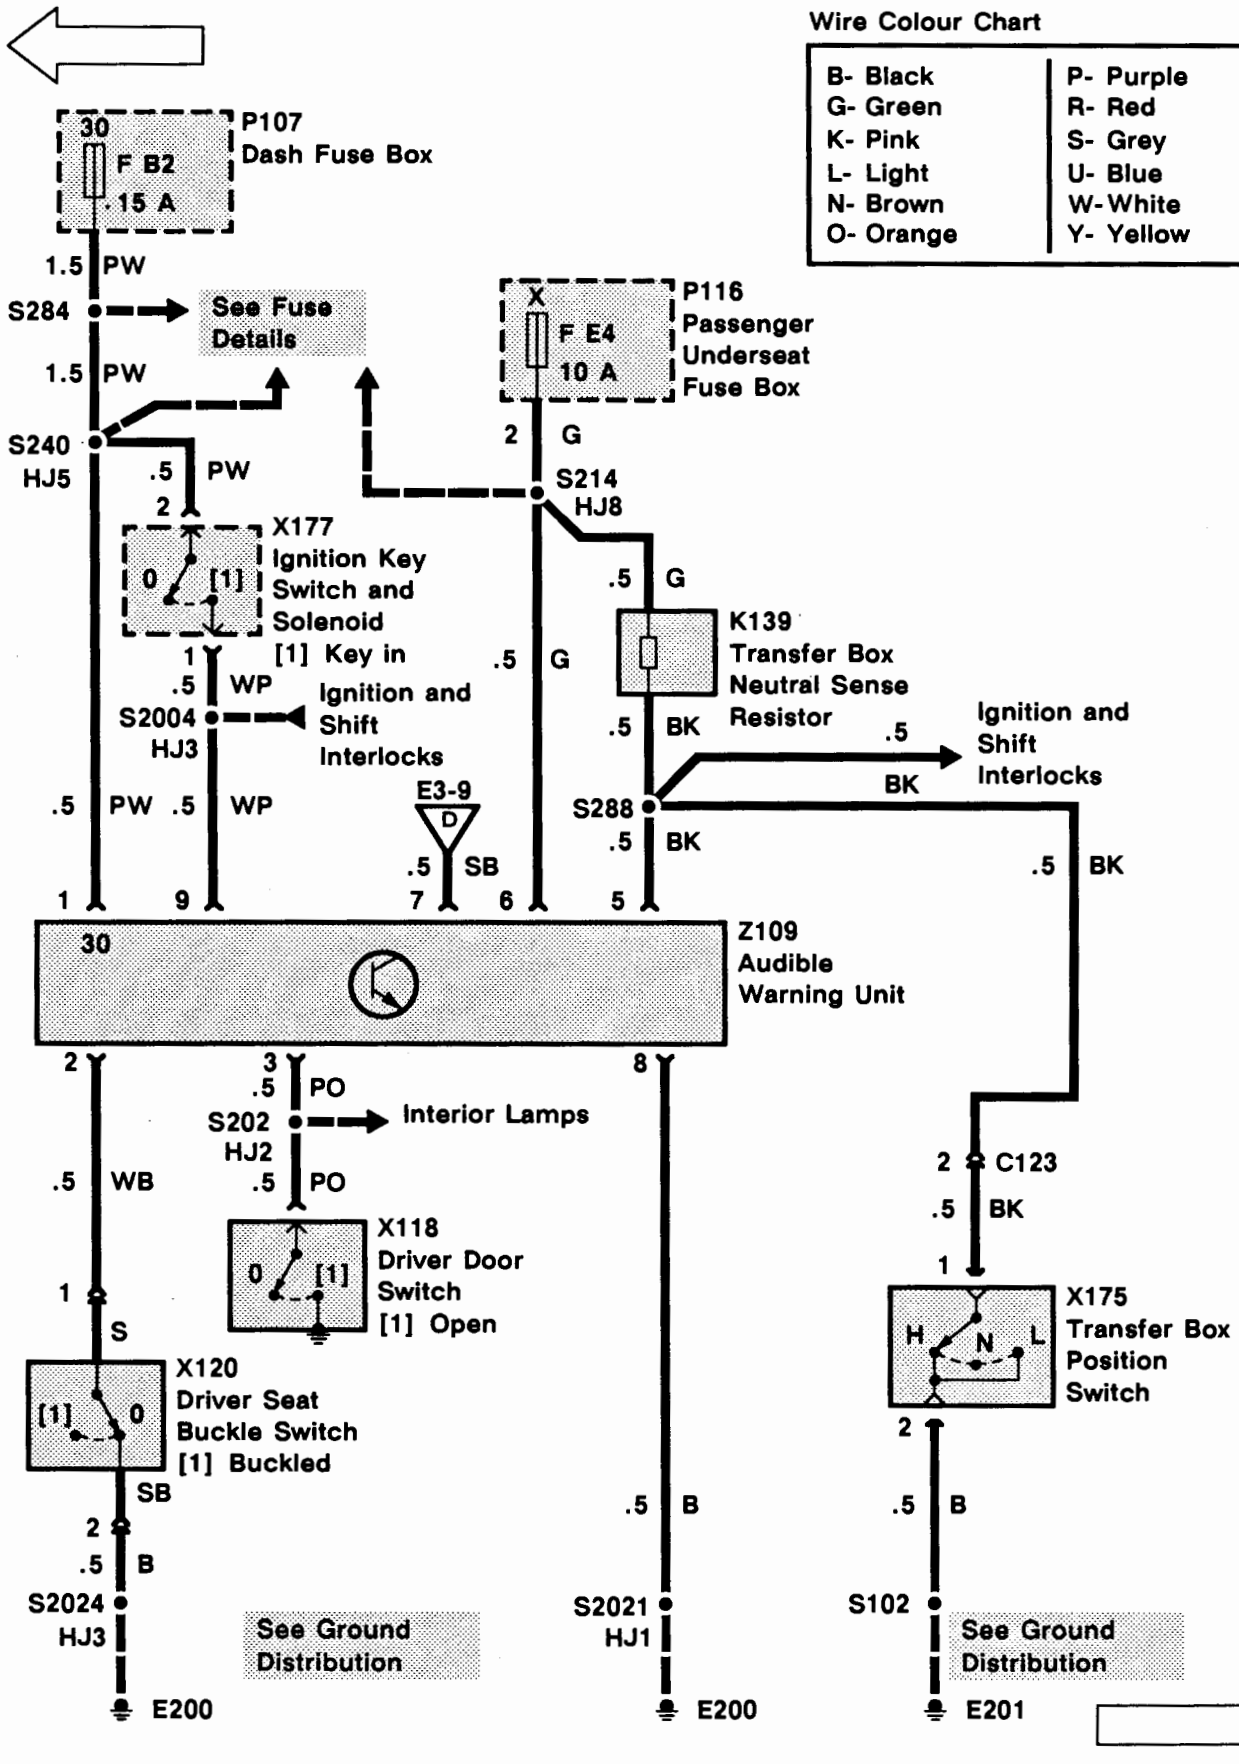 Wire Colour Chart
B- Black
G- Green
K- Pink
L- Light
N- Brown
O- Orange
P- Purple
R- Red
S- Grey
U- Blue
W-White
Y- Yellow
30
F B2
.15 A
P107
Dash Fuse Box
1.5 PW
S284
See Fuse
Details
1.5 PW
S240
HJ5
.5 PW
2
X
F E4
10 A
P116
Passenger
Underseat
Fuse Box
2 G
S214
HJ8
X177
Ignition Key
Switch and
Solenoid
[1] Key in
0 [1]
1
.5 WP
S2004
HJ3
Ignition and
Shift
Interlocks
.5 PW
.5 WP
.5 G
.5 G
K139
Transfer Box
Neutral Sense
Resistor
.5 BK
Ignition and
Shift
Interlocks
.5
BK
S288
.5 BK
.5 BK
E3-9
D
.5 SB
1 9 7 6 5
30
Z109
Audible
Warning Unit
2 3 8
.5 PO
S202
HJ2
Interior Lamps
.5 PO
.5 WB
X118
Driver Door
Switch
[1] Open
0 [1]
1
S
X120
Driver Seat
Buckle Switch
[1] Buckled
[1] 0
SB
2
.5 B
S2024
HJ3
E200
See Ground
Distribution
.5 B
S2021
HJ1
E200
2 C123
.5 BK
1
X175
Transfer Box
Position
Switch
H N L
2
.5 B
S102
See Ground
Distribution
E201